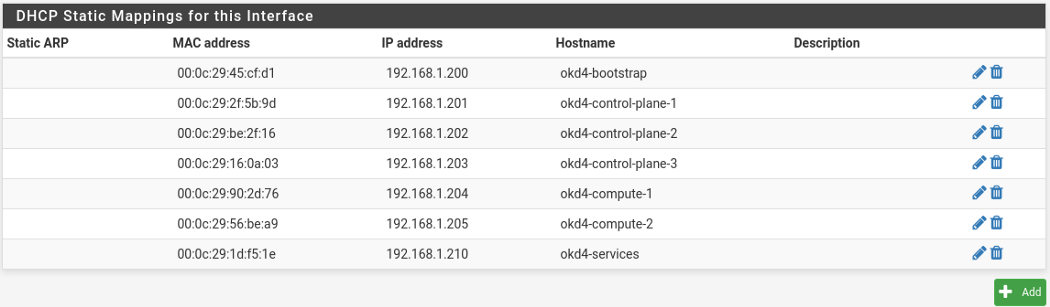 DHCP Static Mappings for this Interface
Static ARP MAC address IP address Hostname Description
00:0c:29:45:cf:d1 192.168.1.200 okd4-bootstrap
00:0c:29:2f:5b:9d 192.168.1.201 okd4-control-plane-1
00:0c:29:be:2f:16 192.168.1.202 okd4-control-plane-2
00:0c:29:16:0a:03 192.168.1.203 okd4-control-plane-3
00:0c:29:90:2d:76 192.168.1.204 okd4-compute-1
00:0c:29:56:be:a9 192.168.1.205 okd4-compute-2
00:0c:29:1d:f5:1e 192.168.1.210 okd4-services
Add